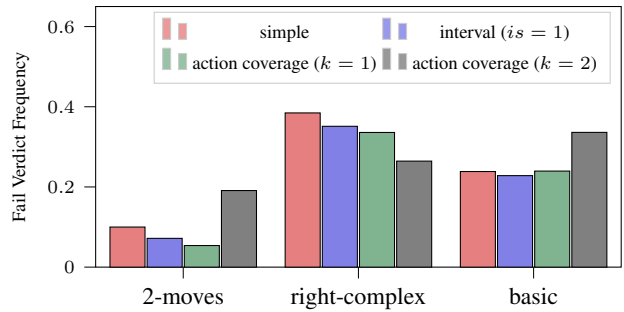 Fail Verdict Frequency
0.6
0.4
0.2
0
simple
interval (is = 1)
action coverage (k = 1)
action coverage (k = 2)
2-moves
right-complex
basic